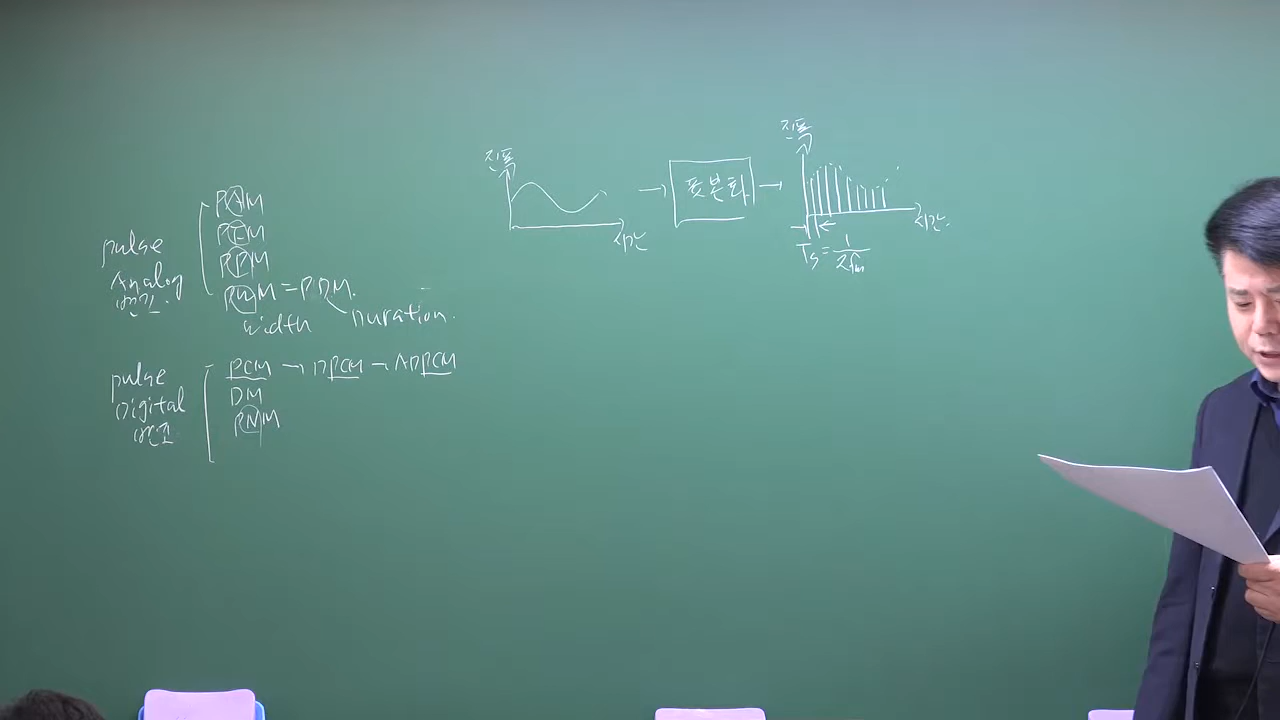 PAM
PFM
PPM
PWM = PDM.
width Duration.
pulse
Analog
변조.
PCM → DPCM → ADPCM
DM
PNM
pulse
Digital
변조
진폭
시간
표본화
진폭
시간.
Ts = 1/2fm